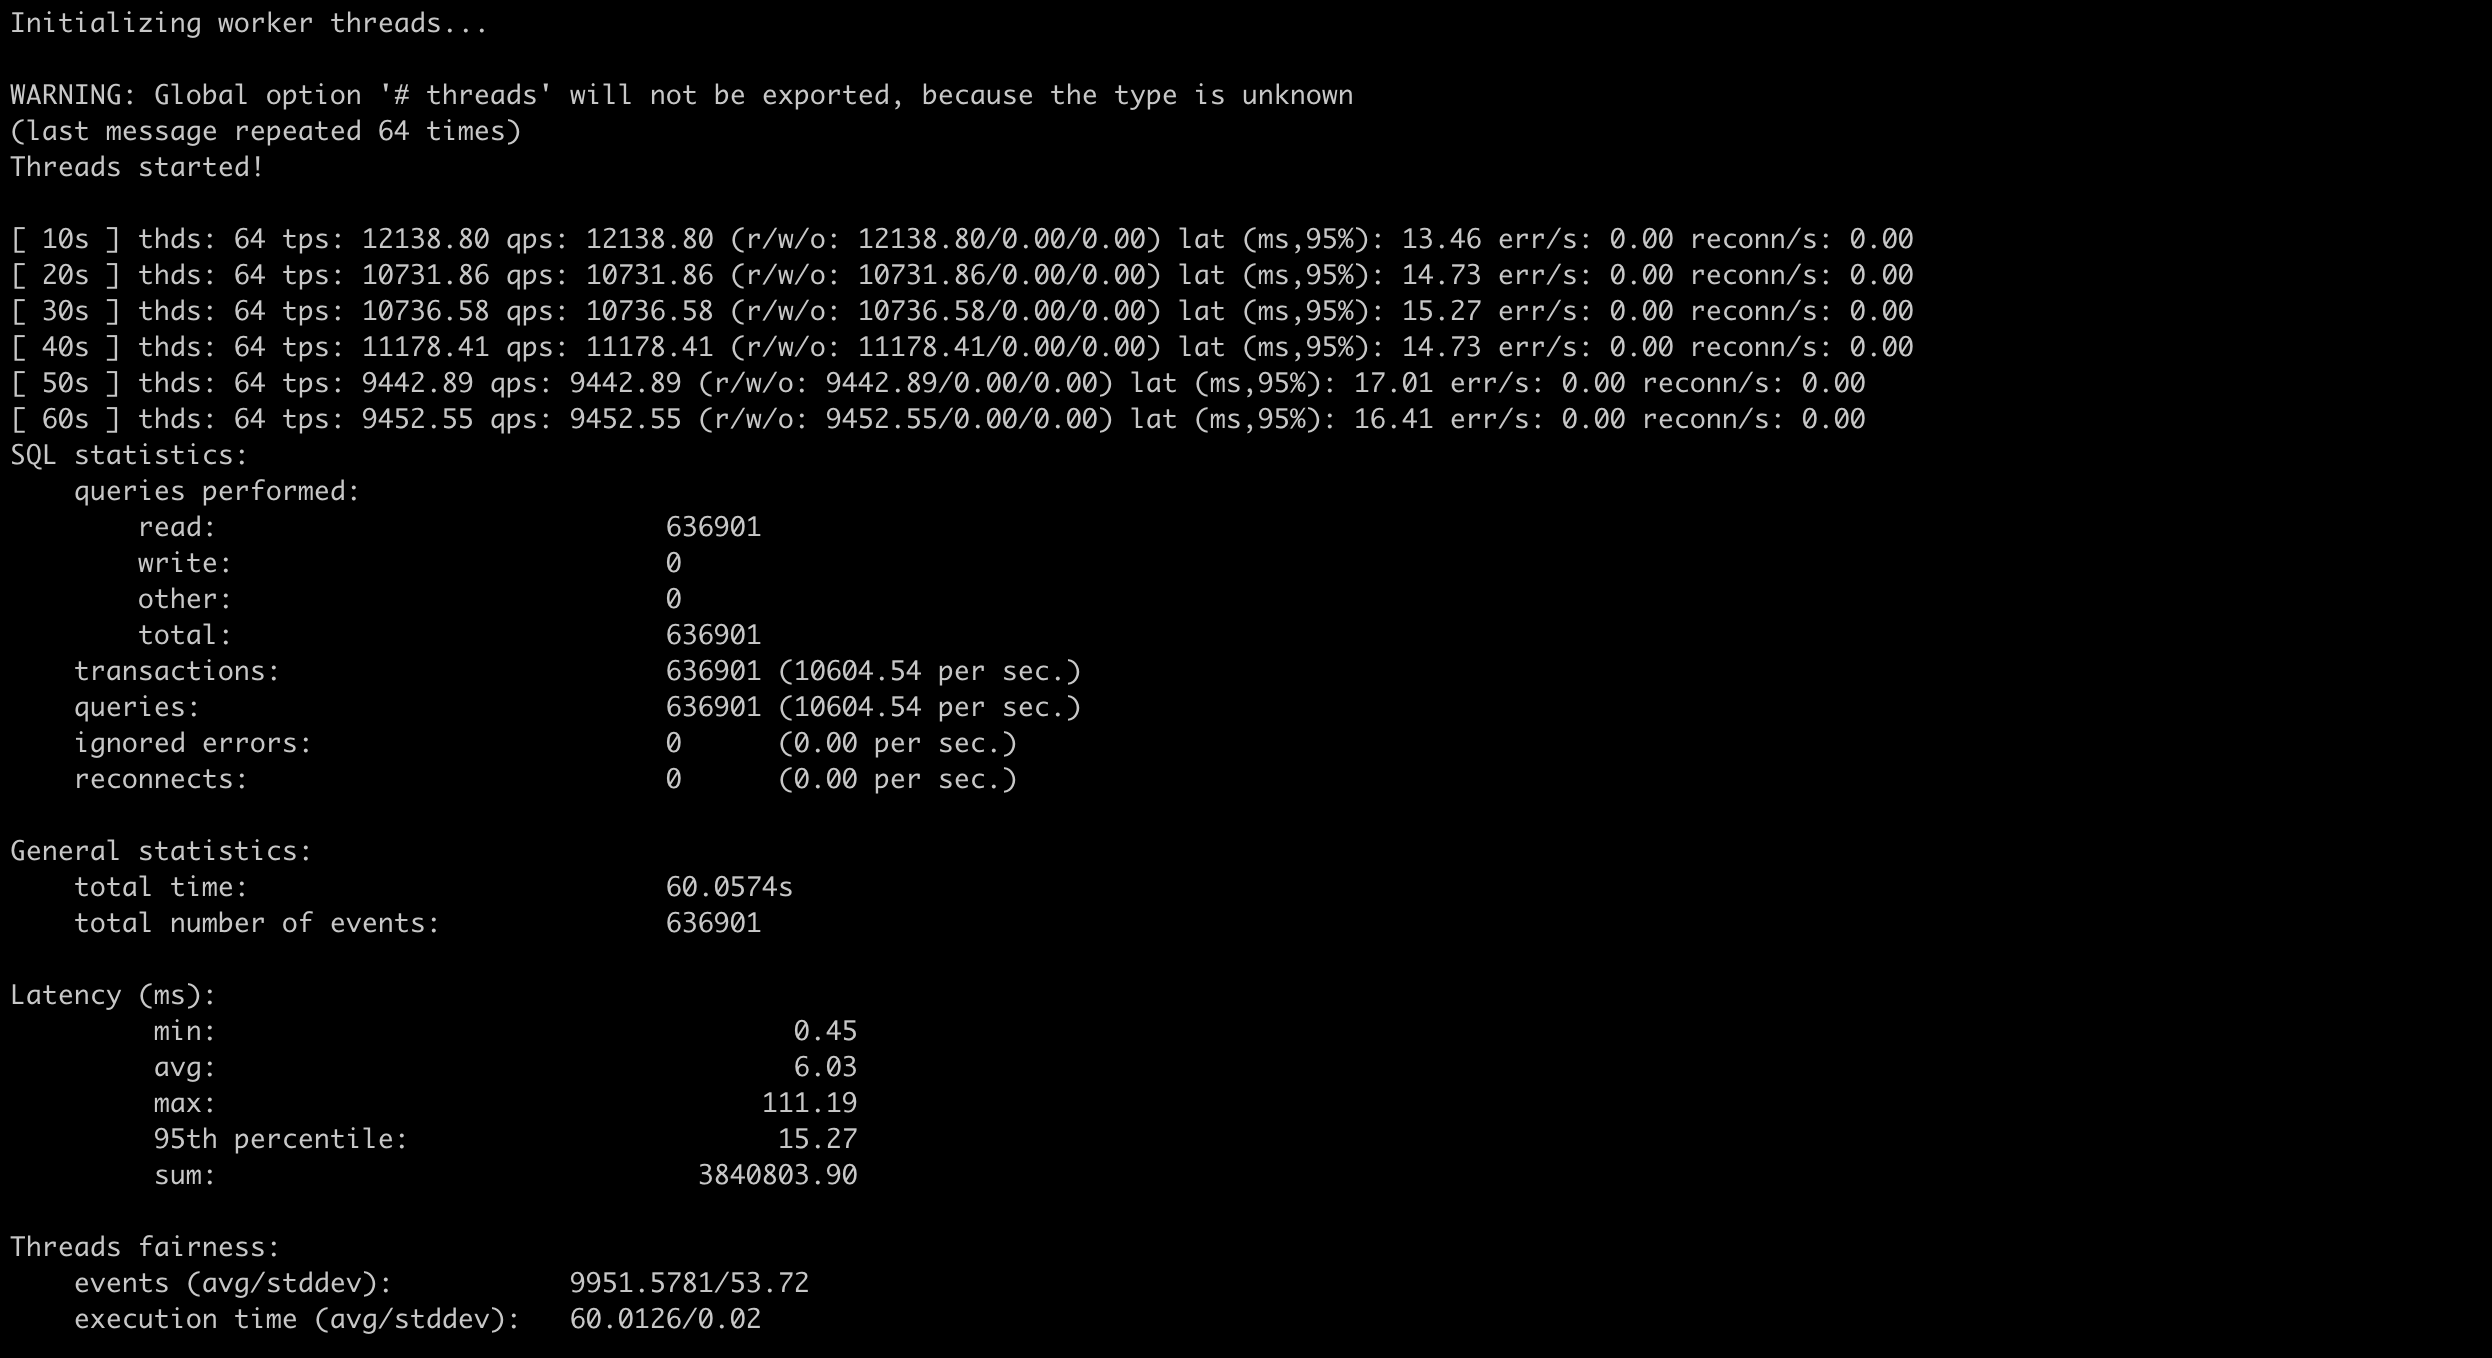 Initializing worker threads...
WARNING: Global option '# threads' will not be exported, because the type is unknown
(last message repeated 64 times)
Threads started!
[ 10s ] thds: 64 tps: 12138.80 qps: 12138.80 (r/w/o: 12138.80/0.00/0.00) lat (ms,95%): 13.46 err/s: 0.00 reconn/s: 0.00
[ 20s ] thds: 64 tps: 10731.86 qps: 10731.86 (r/w/o: 10731.86/0.00/0.00) lat (ms,95%): 14.73 err/s: 0.00 reconn/s: 0.00
[ 30s ] thds: 64 tps: 10736.58 qps: 10736.58 (r/w/o: 10736.58/0.00/0.00) lat (ms,95%): 15.27 err/s: 0.00 reconn/s: 0.00
[ 40s ] thds: 64 tps: 11178.41 qps: 11178.41 (r/w/o: 11178.41/0.00/0.00) lat (ms,95%): 14.73 err/s: 0.00 reconn/s: 0.00
[ 50s ] thds: 64 tps: 9442.89 qps: 9442.89 (r/w/o: 9442.89/0.00/0.00) lat (ms,95%): 17.01 err/s: 0.00 reconn/s: 0.00
[ 60s ] thds: 64 tps: 9452.55 qps: 9452.55 (r/w/o: 9452.55/0.00/0.00) lat (ms,95%): 16.41 err/s: 0.00 reconn/s: 0.00
SQL statistics:
    queries performed:
        read:                            636901
        write:                           0
        other:                           0
        total:                           636901
    transactions:                        636901 (10604.54 per sec.)
    queries:                             636901 (10604.54 per sec.)
    ignored errors:                      0      (0.00 per sec.)
    reconnects:                          0      (0.00 per sec.)
General statistics:
    total time:                          60.0574s
    total number of events:              636901
Latency (ms):
         min:                                    0.45
         avg:                                    6.03
         max:                                  111.19
         95th percentile:                       15.27
         sum:                              3840803.90
Threads fairness:
    events (avg/stddev):           9951.5781/53.72
    execution time (avg/stddev):   60.0126/0.02